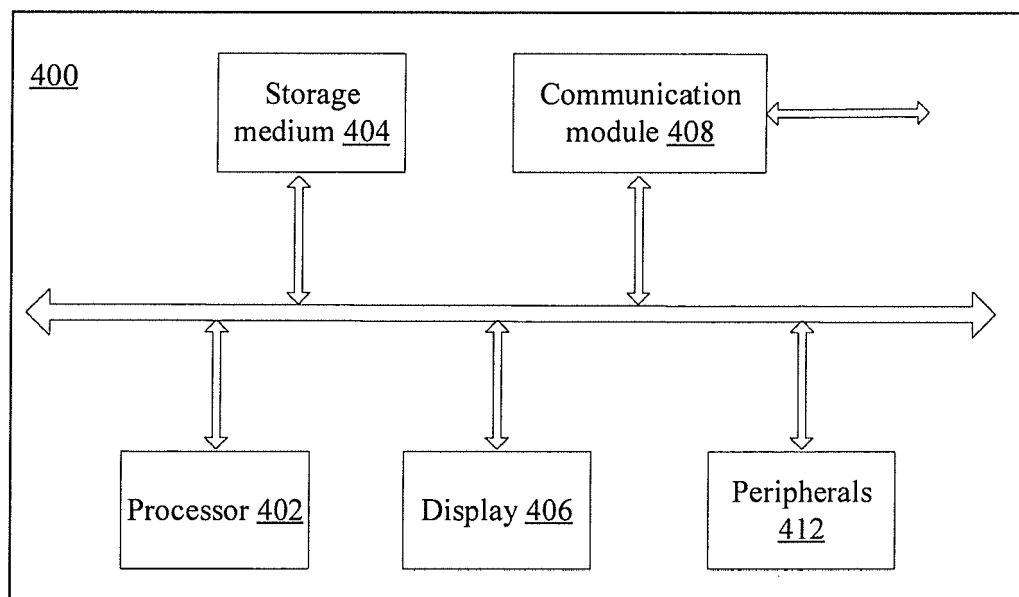 400
Storage
medium 404
Communication
module 408
Processor 402
Display 406
Peripherals
412